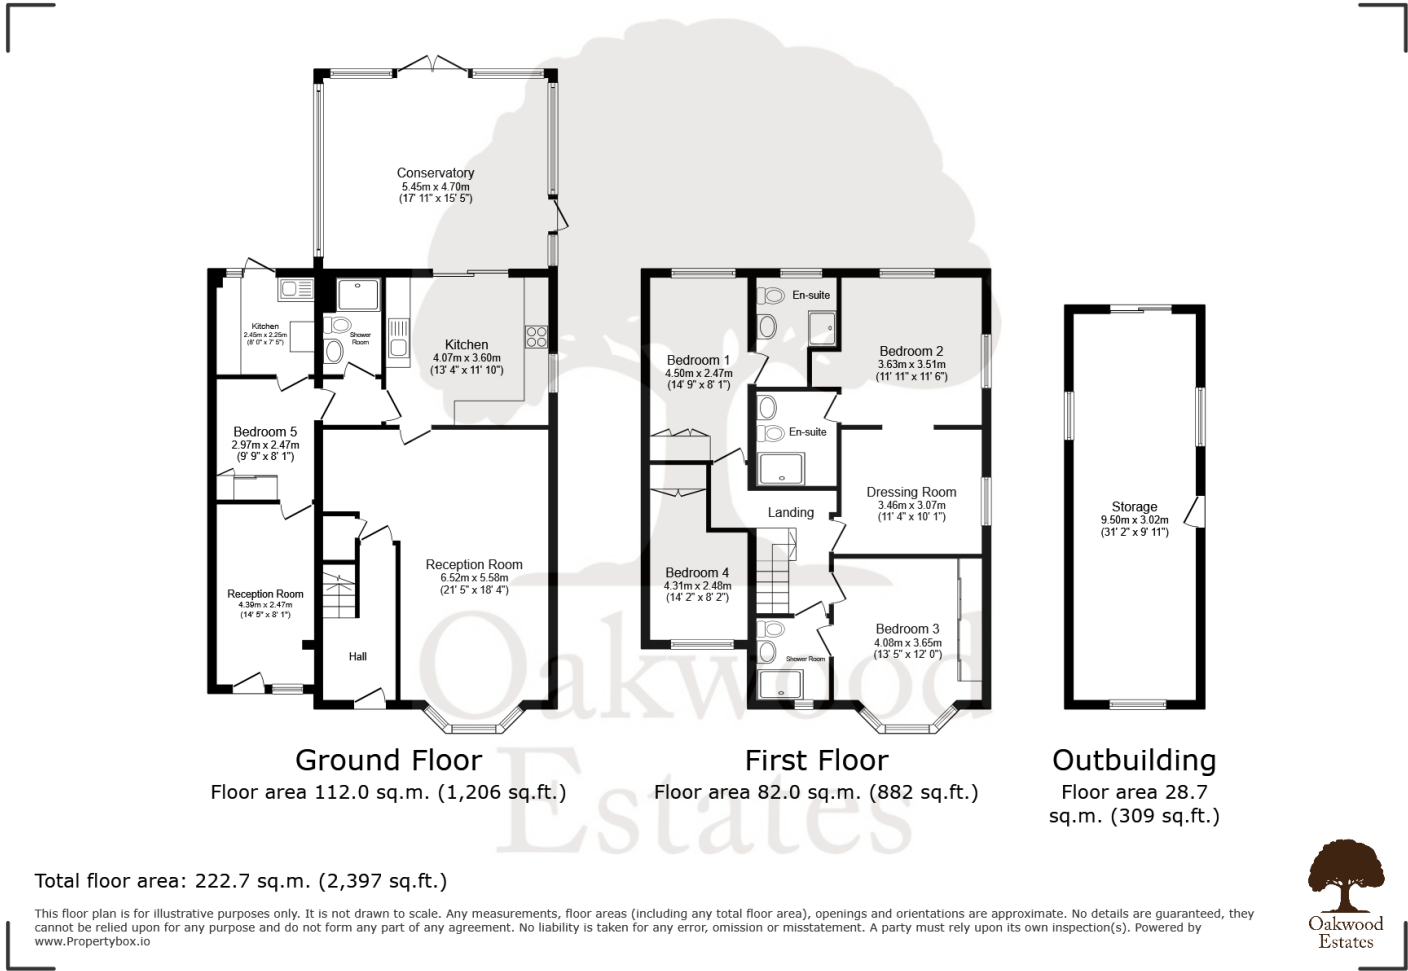 Conservatory
5.45m x 4.70m
(17' 11" x 15' 5")
Kitchen
2.45m x 2.25m
(8' 0" x 7' 5")
Shower
Room
Kitchen
4.07m x 3.60m
(13' 4" x 11' 10")
Bedroom 5
2.97m x 2.47m
(9' 9" x 8' 1")
Reception Room
6.52m x 5.58m
(21' 5" x 18' 4")
Reception Room
4.39m x 2.47m
(14' 5" x 8' 1")
Hall
En-suite
Bedroom 1
4.50m x 2.47m
(14' 9" x 8' 1")
Bedroom 2
3.63m x 3.51m
(11' 11" x 11' 6")
En-suite
Dressing Room
3.46m x 3.07m
(11' 4" x 10' 1")
Landing
Bedroom 4
4.31m x 2.48m
(14' 2" x 8' 2")
Bedroom 3
4.08m x 3.65m
(13' 5" x 12' 0")
Shower Room
Storage
9.50m x 3.02m
(31' 2" x 9' 11")
Oakwood
Estates
Ground Floor
Floor area 112.0 sq.m. (1,206 sq.ft.)
First Floor
Floor area 82.0 sq.m. (882 sq.ft.)
Outbuilding
Floor area 28.7
sq.m. (309 sq.ft.)
Total floor area: 222.7 sq.m. (2,397 sq.ft.)
This floor plan is for illustrative purposes only. It is not drawn to scale. Any measurements, floor areas (including any total floor area), openings and orientations are approximate. No details are guaranteed, they
cannot be relied upon for any purpose and do not form any part of any agreement. No liability is taken for any error, omission or misstatement. A party must rely upon its own inspection(s). Powered by
www.Propertybox.io
Oakwood
Estates